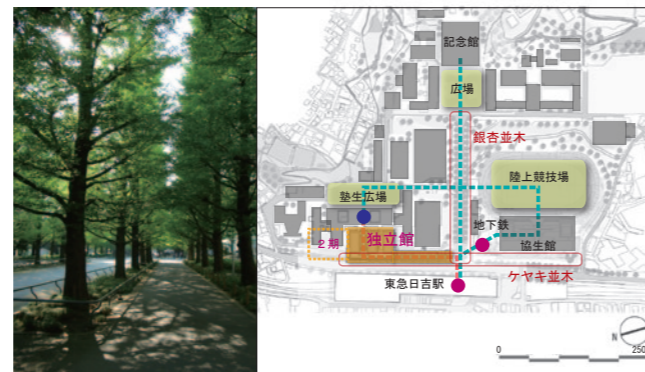 記念館
広場
銀杏並木
陸上競技場
塾生広場
地下鉄
2期
独立館
協生館
ケヤキ並木
東急日吉駅
N
0
250